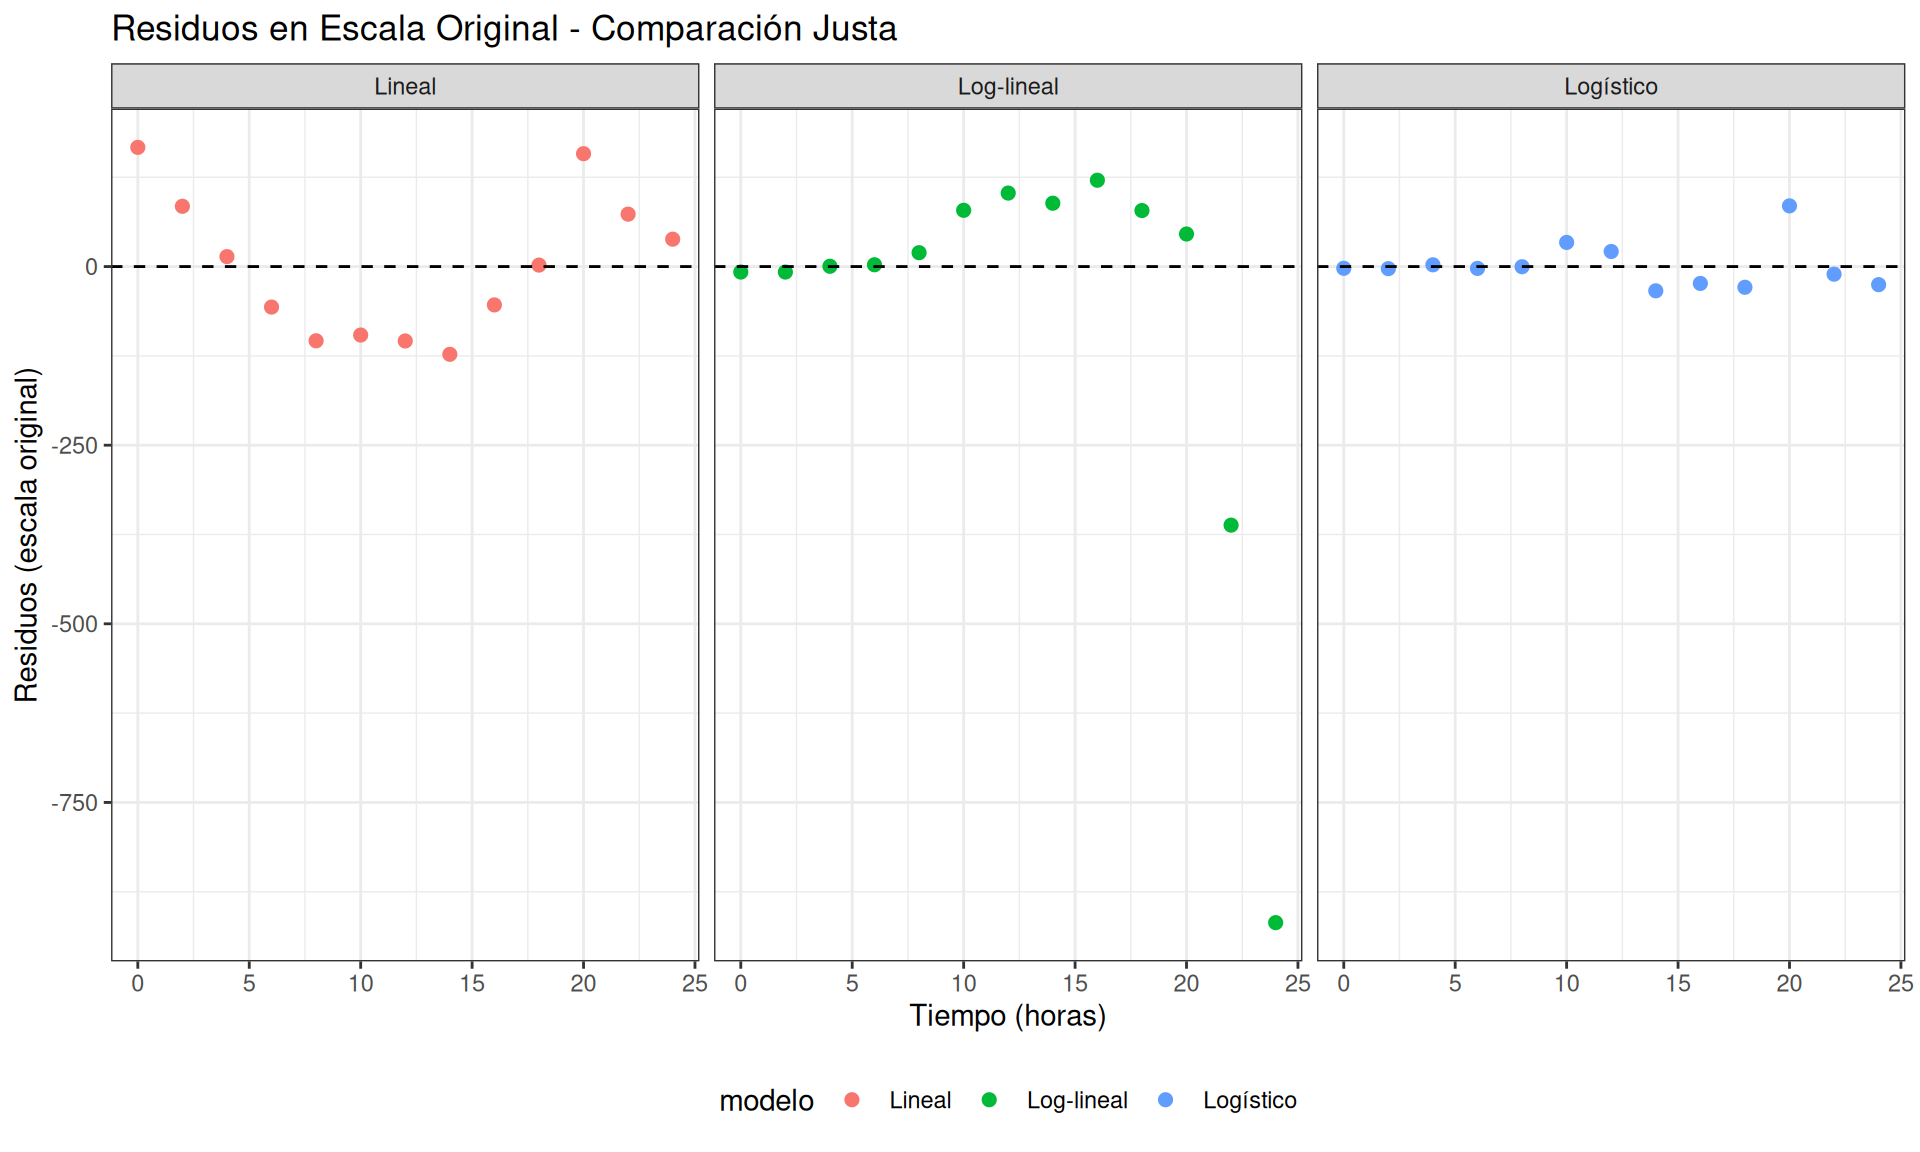 Residuos en Escala Original - Comparación Justa
Lineal
Log-lineal
Logístico
Residuos (escala original)
0
-250
-500
-750
0 5 10 15 20 25
0 5 10 15 20 25
0 5 10 15 20 25
Tiempo (horas)
modelo Lineal Log-lineal Logístico